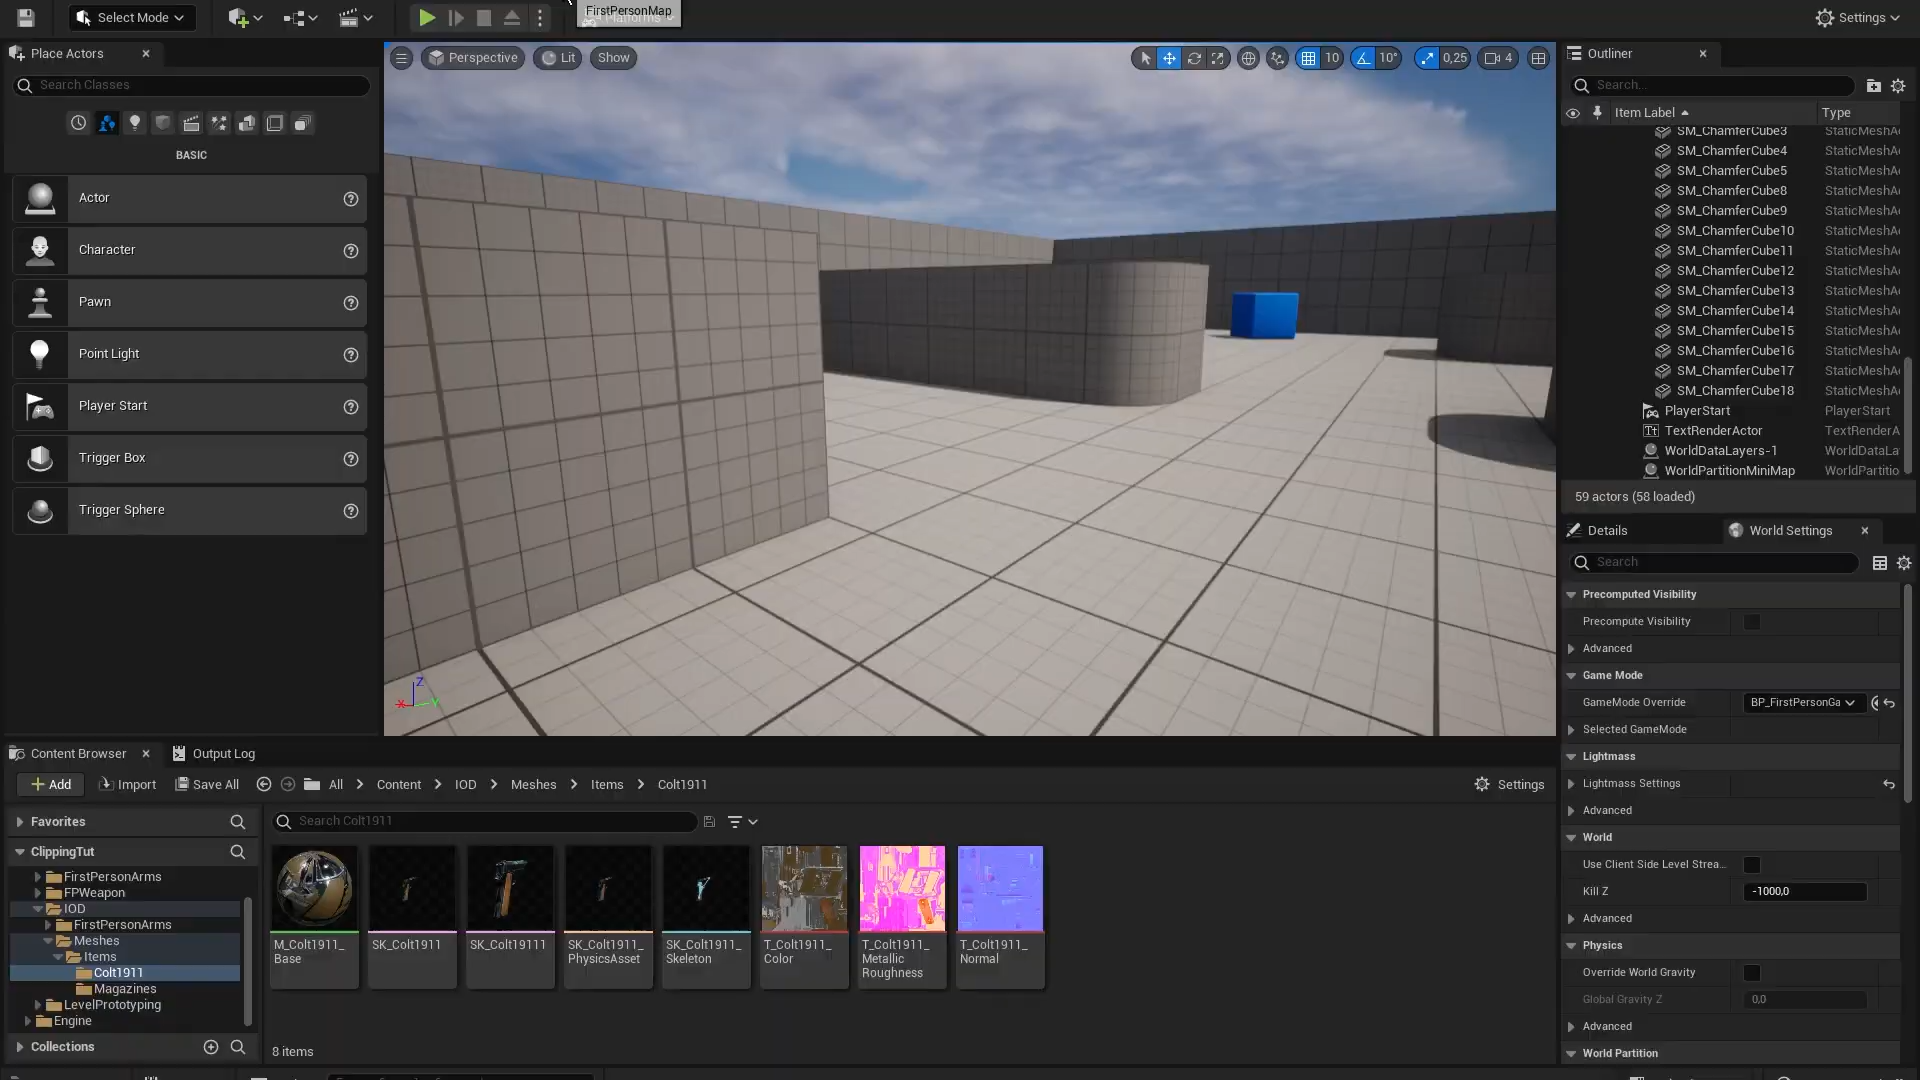 Select Mode
FirstPersonMap
Platforms
Settings
Place Actors
Search Classes
BASIC
Actor
Character
Pawn
Point Light
Player Start
Trigger Box
Trigger Sphere
Perspective
Lit
Show
10
10°
0,25
4
Z
X
Y
Outliner
Search...
Item Label
Type
SM_ChamferCube3 StaticMeshA
SM_ChamferCube4 StaticMeshA
SM_ChamferCube5 StaticMeshA
SM_ChamferCube8 StaticMeshA
SM_ChamferCube9 StaticMeshA
SM_ChamferCube10 StaticMeshA
SM_ChamferCube11 StaticMeshA
SM_ChamferCube12 StaticMeshA
SM_ChamferCube13 StaticMeshA
SM_ChamferCube14 StaticMeshA
SM_ChamferCube15 StaticMeshA
SM_ChamferCube16 StaticMeshA
SM_ChamferCube17 StaticMeshA
SM_ChamferCube18 StaticMeshA
PlayerStart PlayerStart
TextRenderActor TextRenderA
WorldDataLayers-1 WorldDataLa
WorldPartitionMiniMap WorldPartitio
59 actors (58 loaded)
Details
World Settings
Search
Precomputed Visibility
Precompute Visibility
Advanced
Game Mode
GameMode Override BP_FirstPersonGa
Selected GameMode
Lightmass
Lightmass Settings
Advanced
World
Use Client Side Level Strea...
Kill Z -1000,0
Advanced
Physics
Override World Gravity
Global Gravity Z 0,0
Advanced
World Partition
Content Browser
Output Log
Add
Import
Save All
All
Content
IOD
Meshes
Items
Colt1911
Settings
Favorites
ClippingTut
FirstPersonArms
FPWeapon
IOD
FirstPersonArms
Meshes
Items
Colt1911
Magazines
LevelPrototyping
Engine
Collections
Search Colt1911
M_Colt1911_
Base
SK_Colt1911
SK_Colt19111
SK_Colt1911_
PhysicsAsset
SK_Colt1911_
Skeleton
T_Colt1911_
Color
T_Colt1911_
Metallic
Roughness
T_Colt1911_
Normal
8 items